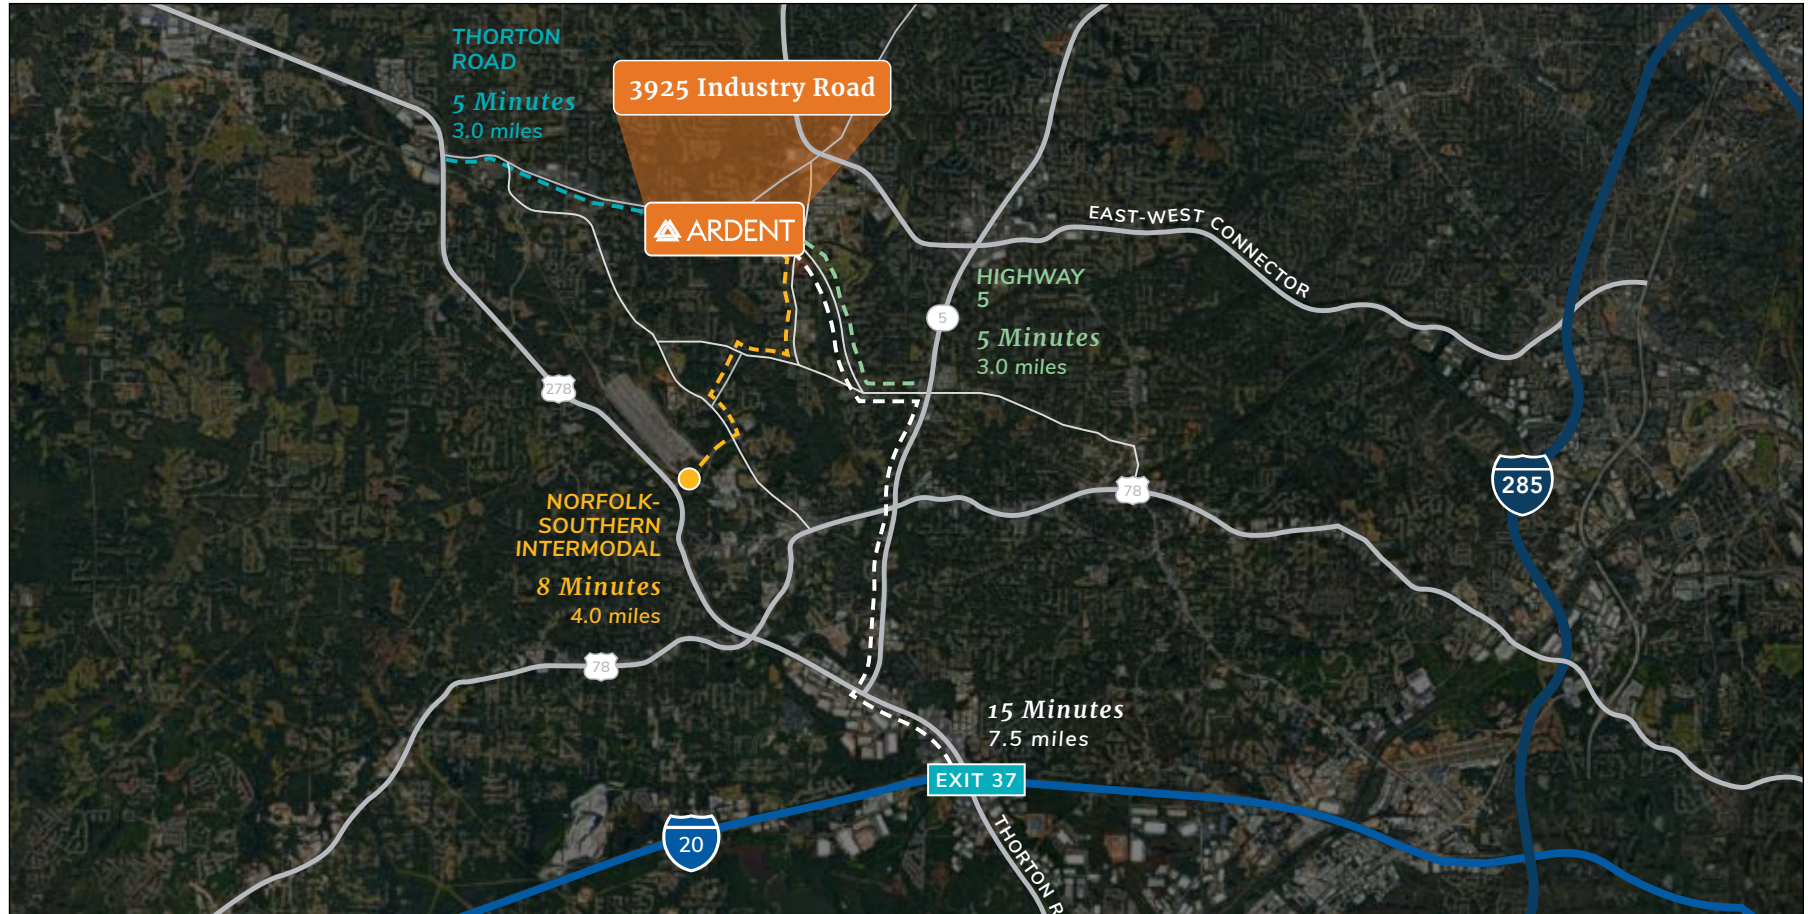 THORTON
ROAD
5 Minutes
3.0 miles
3925 Industry Road
ARDENT
EAST-WEST CONNECTOR
HIGHWAY
5
5 Minutes
3.0 miles
5
278
78
285
NORFOLK-
SOUTHERN
INTERMODAL
8 Minutes
4.0 miles
78
15 Minutes
7.5 miles
EXIT 37
20
THORTON R